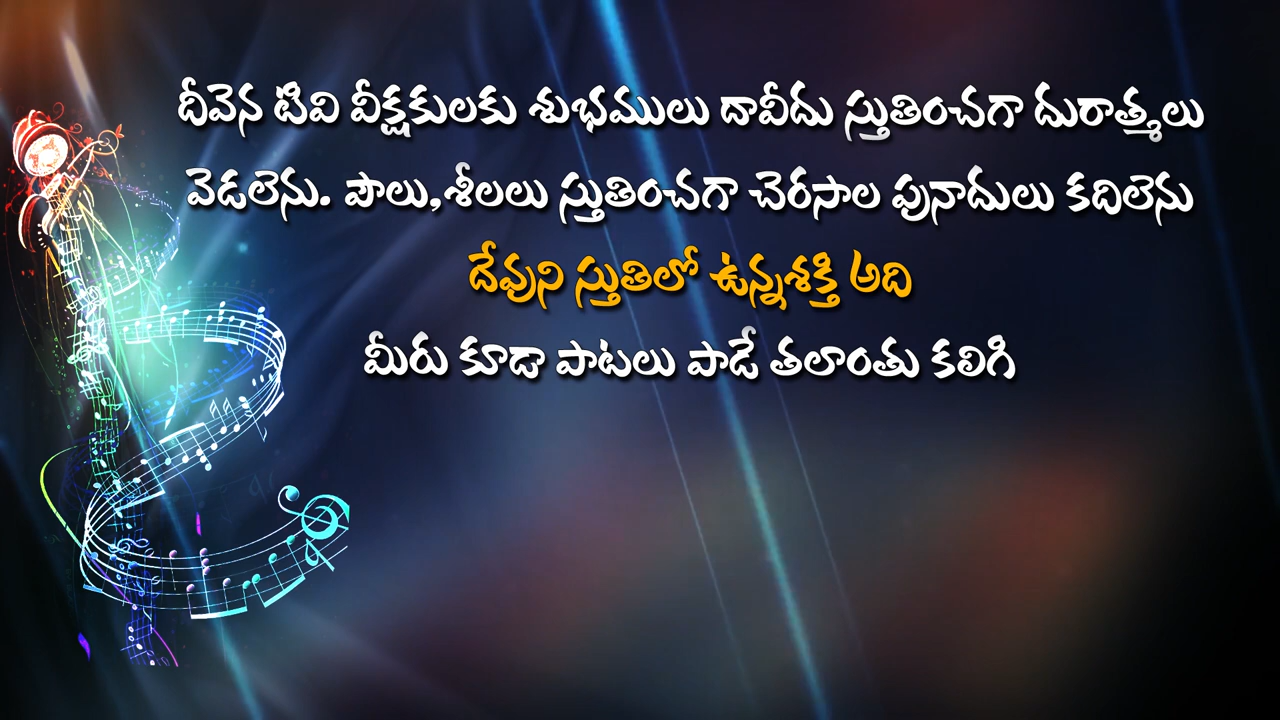 దీవెన టివి వీక్షకులకు శుభములు దావీదు స్తుతించగా దురాత్మలు
వెడలెను. పౌలు,శీలలు స్తుతించగా చెరసాల పునాదులు కదిలెను
దేవుని స్తుతిలో ఉన్నశక్తి అది
మీరు కూడా పాటలు పాడే తలాంతు కలిగి